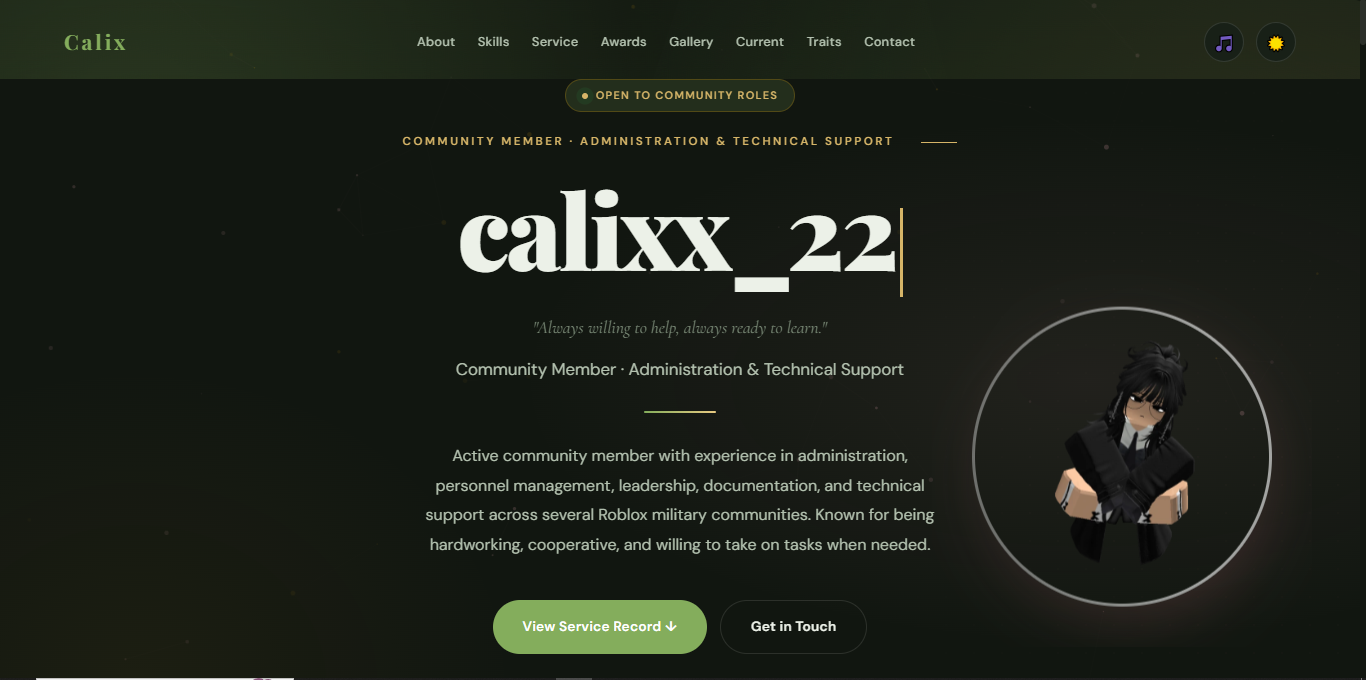 Calix
About Skills Service Awards Gallery Current Traits Contact
OPEN TO COMMUNITY ROLES
COMMUNITY MEMBER · ADMINISTRATION & TECHNICAL SUPPORT
calixx_22
"Always willing to help, always ready to learn."
Community Member · Administration & Technical Support
Active community member with experience in administration,
personnel management, leadership, documentation, and technical
support across several Roblox military communities. Known for being
hardworking, cooperative, and willing to take on tasks when needed.
View Service Record ↓ Get in Touch